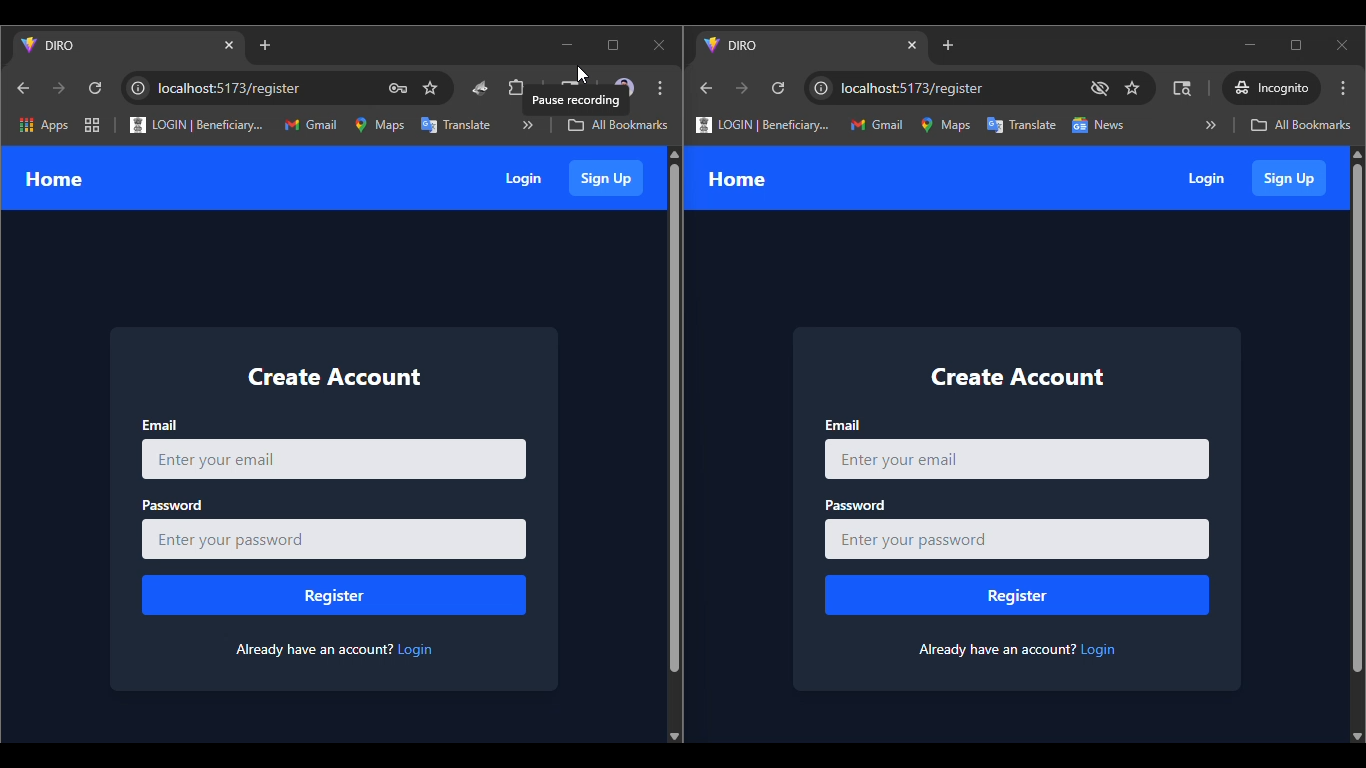 DIRO
localhost:5173/register
Pause recording
Apps
LOGIN | Beneficiary...
Gmail
Maps
Translate
»
All Bookmarks
Home
Login
Sign Up
Create Account
Email
Enter your email
Password
Enter your password
Register
Already have an account? Login
DIRO
localhost:5173/register
Incognito
LOGIN | Beneficiary...
Gmail
Maps
Translate
News
»
All Bookmarks
Home
Login
Sign Up
Create Account
Email
Enter your email
Password
Enter your password
Register
Already have an account? Login